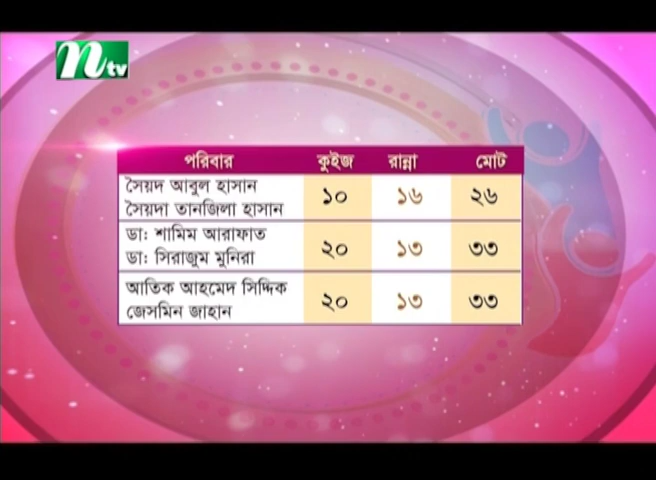 ntv
পরিবার কুইজ রান্না মোট
সৈয়দ আবুল হাসান
সৈয়দা তানজিলা হাসান ১০ ১৬ ২৬
ডা: শামিম আরাফাত
ডা: সিরাজুম মুনিরা ২০ ১৩ ৩৩
আতিক আহমেদ সিদ্দিক
জেসমিন জাহান ২০ ১৩ ৩৩